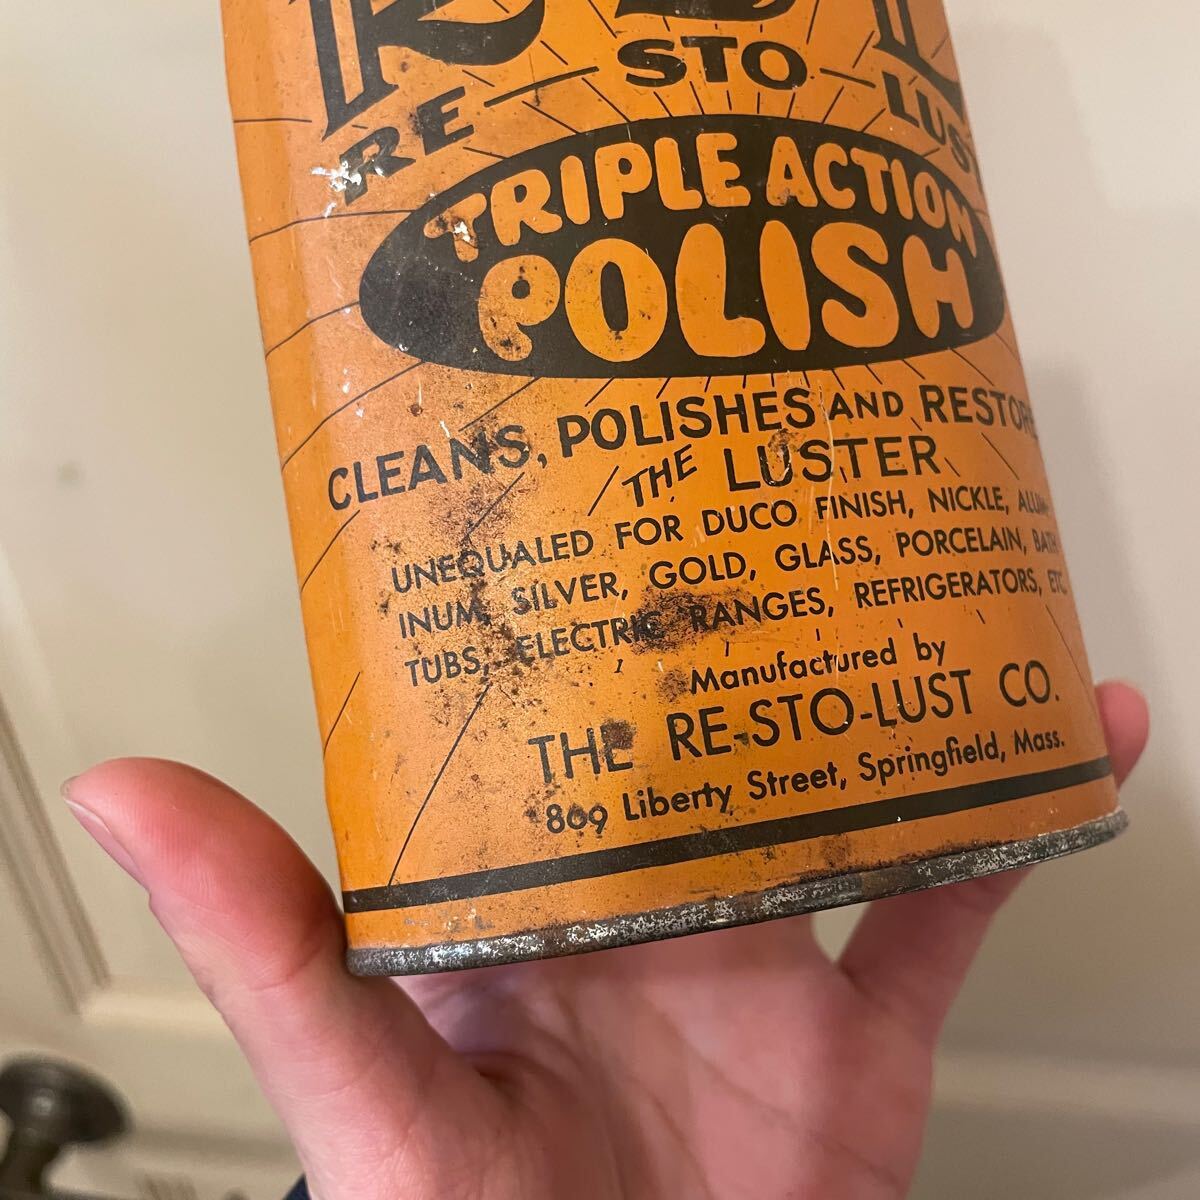 RE — STO — LUST
TRIPLE ACTION
POLISH
CLEANS, POLISHES AND RESTORE
THE LUSTER
UNEQUALED FOR DUCO FINISH, NICKLE, ALUM-
INUM, SILVER, GOLD, GLASS, PORCELAIN, BATH
TUBS, ELECTRIC RANGES, REFRIGERATORS, ETC.
Manufactured by
THE RE-STO-LUST CO.
809 Liberty Street, Springfield, Mass.